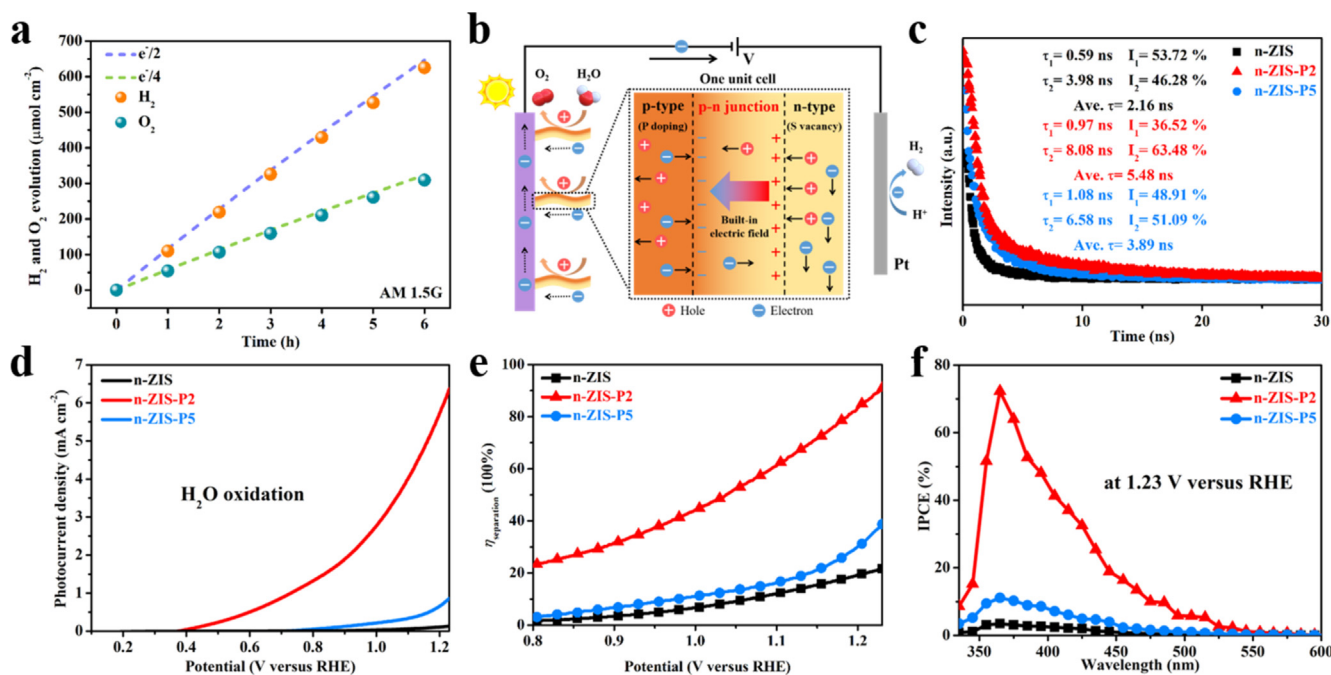 a
H₂ and O₂ evolution (μmol cm⁻²)
700
600
500
400
300
200
100
0
e⁻/2
e⁻/4
H₂
O₂
AM 1.5G
0 1 2 3 4 5 6
Time (h)
b
V
O₂ H₂O
One unit cell
p-type
(P doping)
p-n junction
n-type
(S vacancy)
Built-in
electric field
H₂
H⁺
Pt
Hole
Electron
c
Intensity (a.u.)
τ₁= 0.59 ns I₁= 53.72 %
τ₂= 3.98 ns I₂= 46.28 %
Ave. τ= 2.16 ns
τ₁= 0.97 ns I₁= 36.52 %
τ₂= 8.08 ns I₂= 63.48 %
Ave. τ= 5.48 ns
τ₁= 1.08 ns I₁= 48.91 %
τ₂= 6.58 ns I₂= 51.09 %
Ave. τ= 3.89 ns
n-ZIS
n-ZIS-P2
n-ZIS-P5
0 10 20 30
Time (ns)
d
Photocurrent density (mA cm⁻²)
7
6
5
4
3
2
1
0
n-ZIS
n-ZIS-P2
n-ZIS-P5
H₂O oxidation
0.2 0.4 0.6 0.8 1.0 1.2
Potential (V versus RHE)
e
ηseparation (100%)
100
80
60
40
20
0
n-ZIS
n-ZIS-P2
n-ZIS-P5
0.8 0.9 1.0 1.1 1.2
Potential (V versus RHE)
f
IPCE (%)
80
60
40
20
0
n-ZIS
n-ZIS-P2
n-ZIS-P5
at 1.23 V versus RHE
350 400 450 500 550 600
Wavelength (nm)